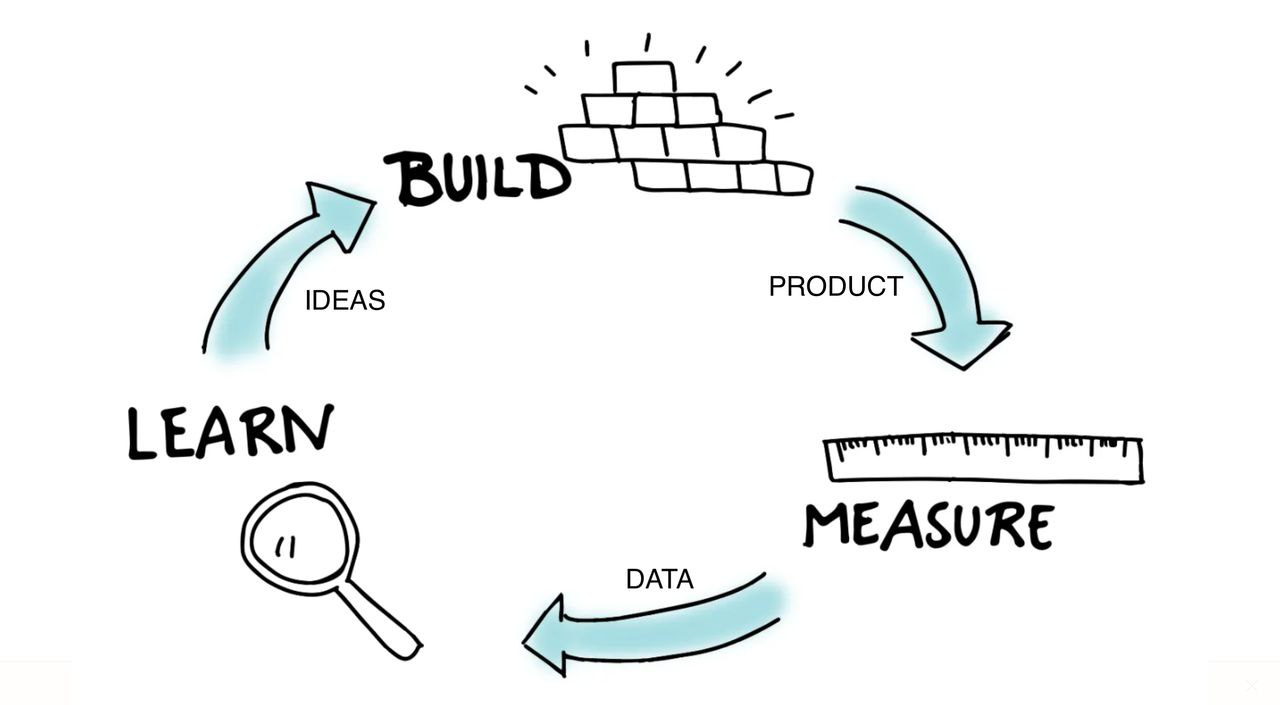 BUILD
IDEAS
PRODUCT
LEARN
MEASURE
DATA